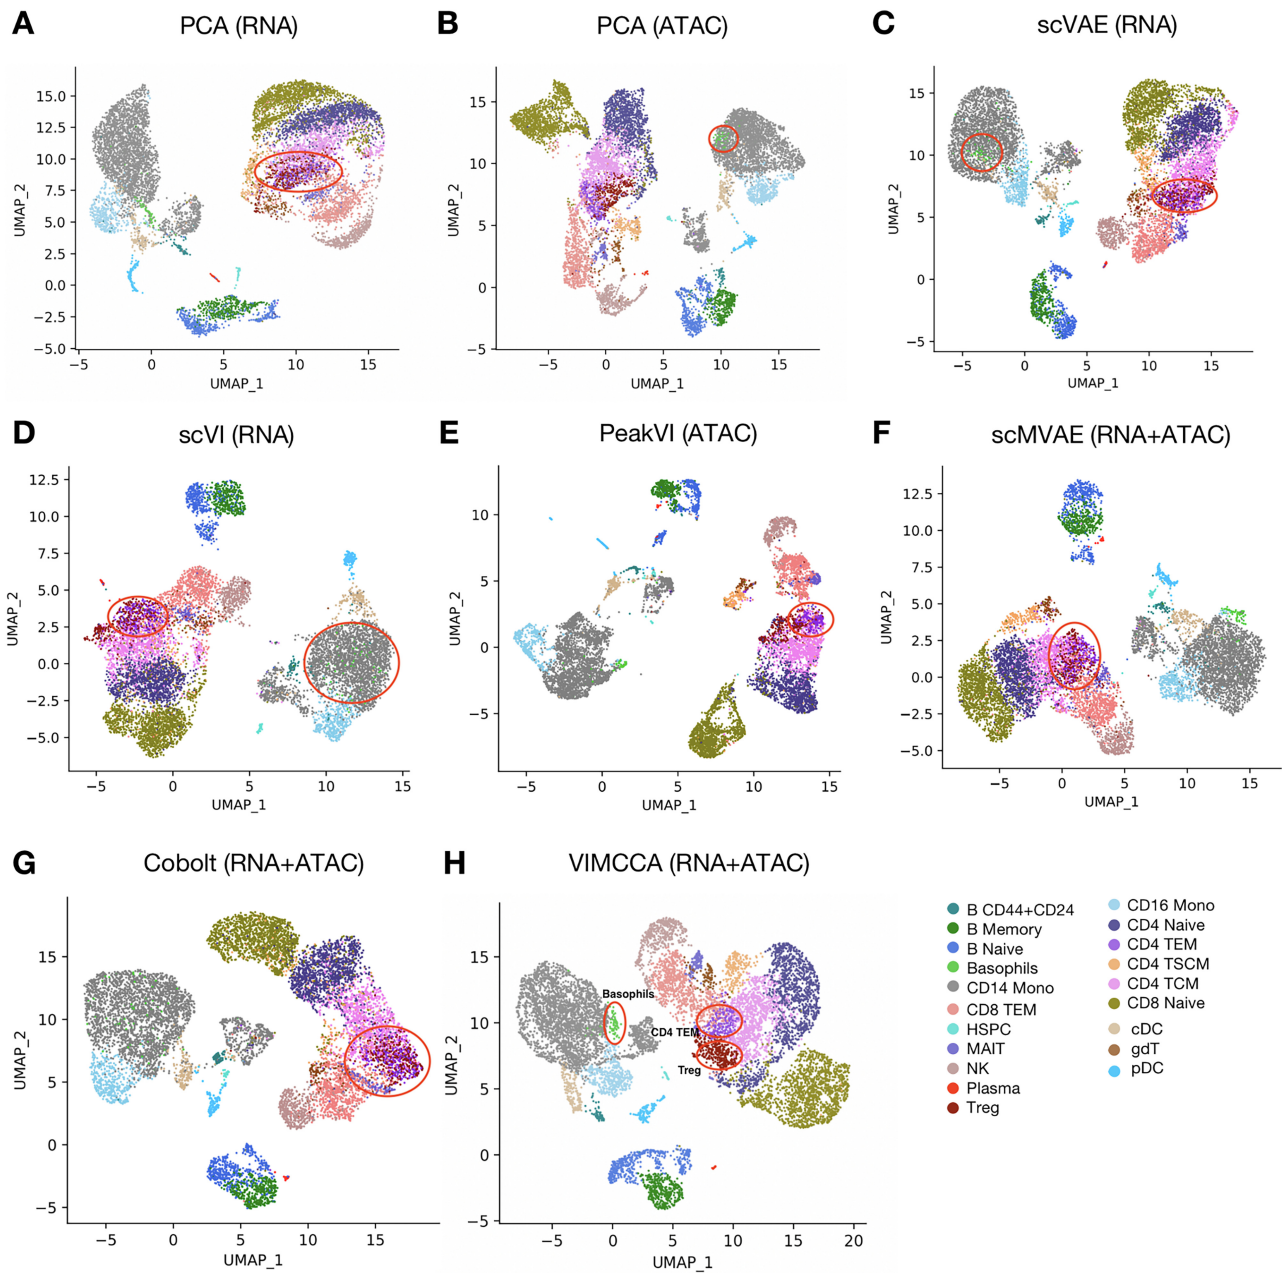 A
PCA (RNA)
15.0
12.5
10.0
7.5
5.0
2.5
0.0
−2.5
−5.0
UMAP_2
−5
0
5
10
15
UMAP_1
B
PCA (ATAC)
15
10
5
0
−5
UMAP_2
−5
0
5
10
15
UMAP_1
C
scVAE (RNA)
15
10
5
0
−5
UMAP_2
−5
0
5
10
15
UMAP_1
D
scVI (RNA)
12.5
10.0
7.5
5.0
2.5
0.0
−2.5
−5.0
UMAP_2
−5
0
5
10
15
UMAP_1
E
PeakVI (ATAC)
10
5
0
−5
UMAP_2
−5
0
5
10
15
UMAP_1
F
scMVAE (RNA+ATAC)
12.5
10.0
7.5
5.0
2.5
0.0
−2.5
−5.0
UMAP_2
−5
0
5
10
15
UMAP_1
G
Cobolt (RNA+ATAC)
15
10
5
0
−5
UMAP_2
−5
0
5
10
15
UMAP_1
H
VIMCCA (RNA+ATAC)
15
10
5
0
−5
UMAP_2
Basophils
CD4 TEM
Treg
−5
0
5
10
15
20
UMAP_1
B CD44+CD24
B Memory
B Naive
Basophils
CD14 Mono
CD8 TEM
HSPC
MAIT
NK
Plasma
Treg
CD16 Mono
CD4 Naive
CD4 TEM
CD4 TSCM
CD4 TCM
CD8 Naive
cDC
gdT
pDC